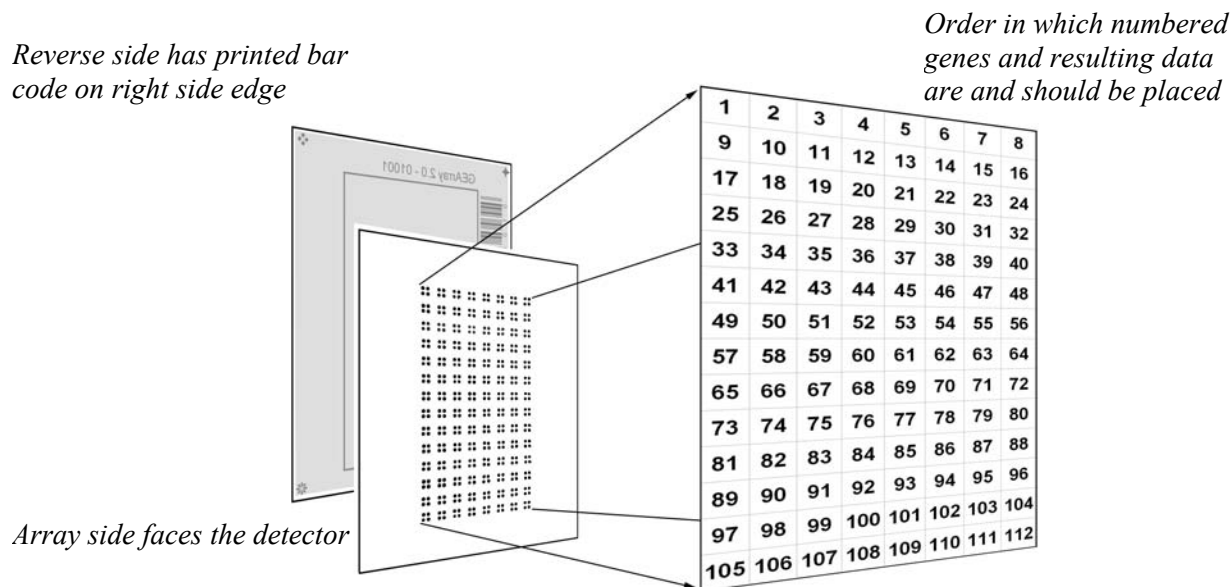 Order in which numbered
genes and resulting data
are and should be placed
Reverse side has printed bar
code on right side edge
GEArray 2.0 - 01001
1 2 3 4 5 6 7 8
9 10 11 12 13 14 15 16
17 18 19 20 21 22 23 24
25 26 27 28 29 30 31 32
33 34 35 36 37 38 39 40
41 42 43 44 45 46 47 48
49 50 51 52 53 54 55 56
57 58 59 60 61 62 63 64
65 66 67 68 69 70 71 72
73 74 75 76 77 78 79 80
81 82 83 84 85 86 87 88
89 90 91 92 93 94 95 96
97 98 99 100 101 102 103 104
105 106 107 108 109 110 111 112
Array side faces the detector